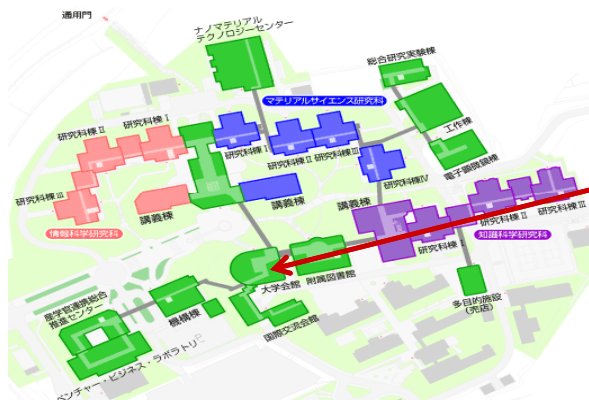 通用門
ナノマテリアル
テクノロジーセンター
総合研究実験棟
マテリアルサイエンス研究科
研究科棟Ⅱ
研究科棟Ⅰ
工作棟
研究科棟Ⅰ
研究科棟Ⅱ
研究科棟Ⅲ
電子顕微鏡棟
研究科棟Ⅲ
研究科棟Ⅳ
講義棟
講義棟
講義棟
情報科学研究科
研究科棟Ⅰ
研究科棟Ⅱ
研究科棟Ⅲ
知識科学研究科
大学会館
附属図書館
多目的施設
(売店)
産学官連携総合
推進センター
機構棟
国際交流会館
ベンチャー・ビジネス・ラボラトリ